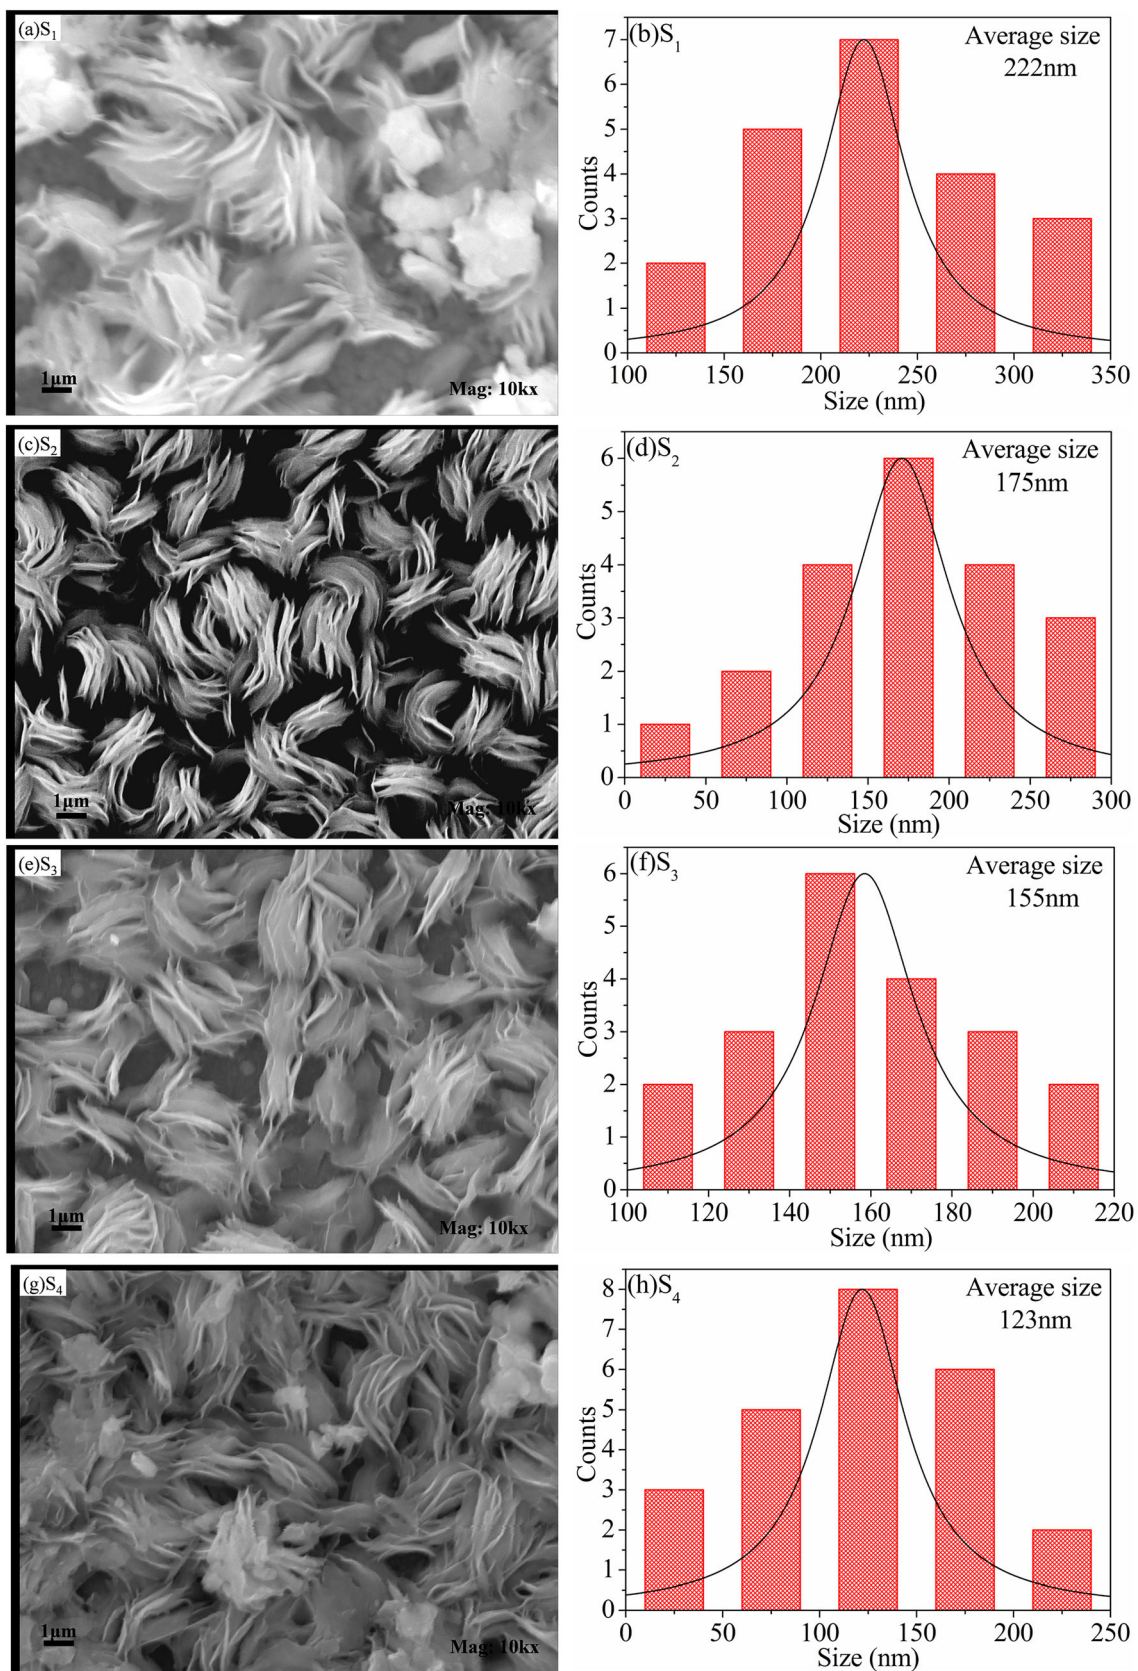 (a)S1
1μm
Mag: 10kx
(b)S1
Average size
222nm
Counts
7
6
5
4
3
2
1
0
100 150 200 250 300 350
Size (nm)
(c)S2
1μm
Mag: 10kx
(d)S2
Average size
175nm
Counts
6
5
4
3
2
1
0
0 50 100 150 200 250 300
Size (nm)
(e)S3
1μm
Mag: 10kx
(f)S3
Average size
155nm
Counts
6
5
4
3
2
1
0
100 120 140 160 180 200 220
Size (nm)
(g)S4
1μm
Mag: 10kx
(h)S4
Average size
123nm
Counts
8
7
6
5
4
3
2
1
0
0 50 100 150 200 250
Size (nm)